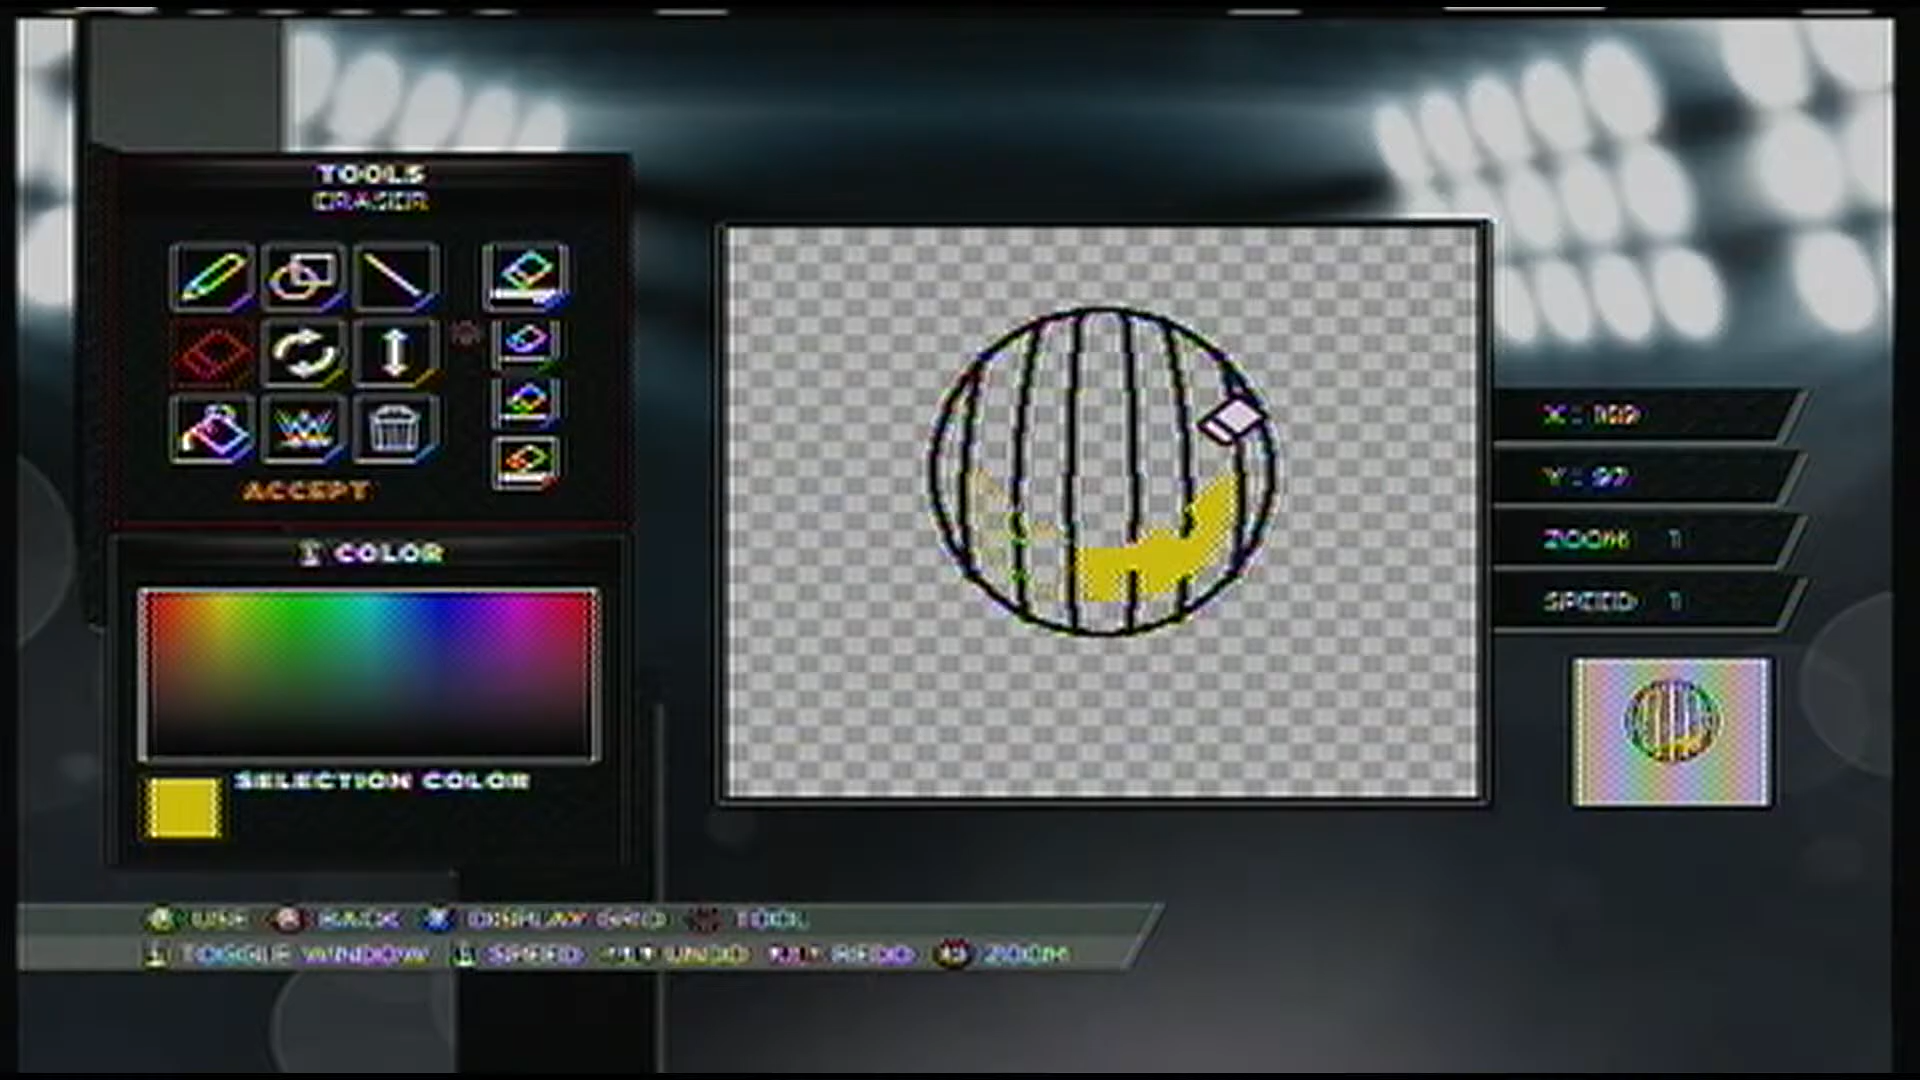 TOOLS
ERASER
ACCEPT
COLOR
SELECTION COLOR
Y: 97
ZOOM 1
SPEED 1
USE BACK DISPLAY GRID TOOL
TOGGLE WINDOW SPEED UNDO REDO ZOOM